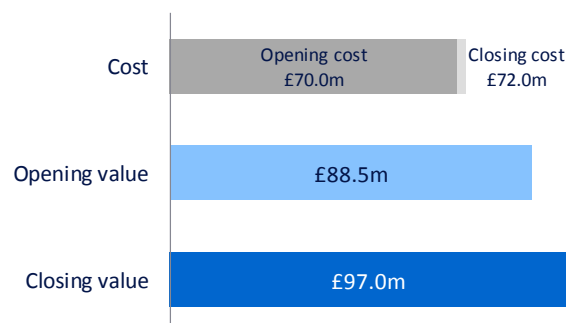 Cost
Opening cost
£70.0m
Closing cost
£72.0m
Opening value
£88.5m
Closing value
£97.0m